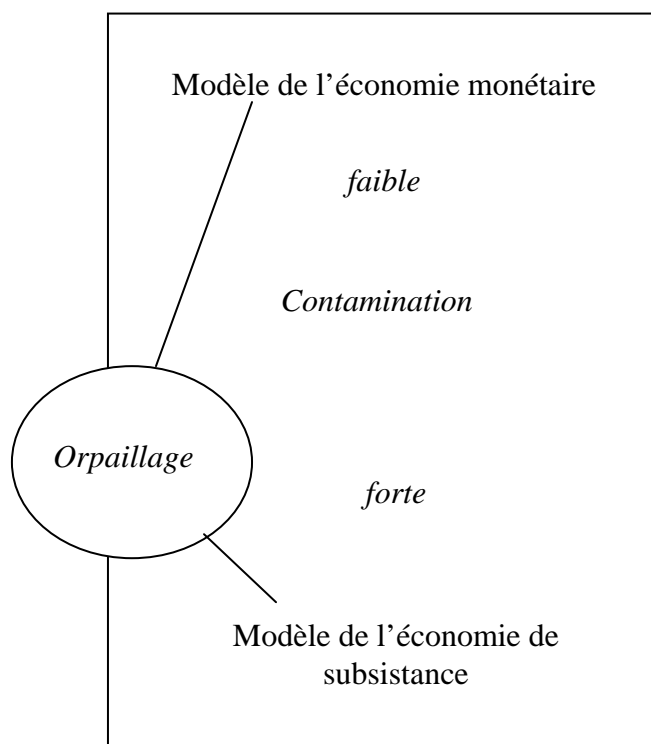 Modèle de l’économie monétaire
faible
Contamination
Orpaillage
forte
Modèle de l’économie de
subsistance